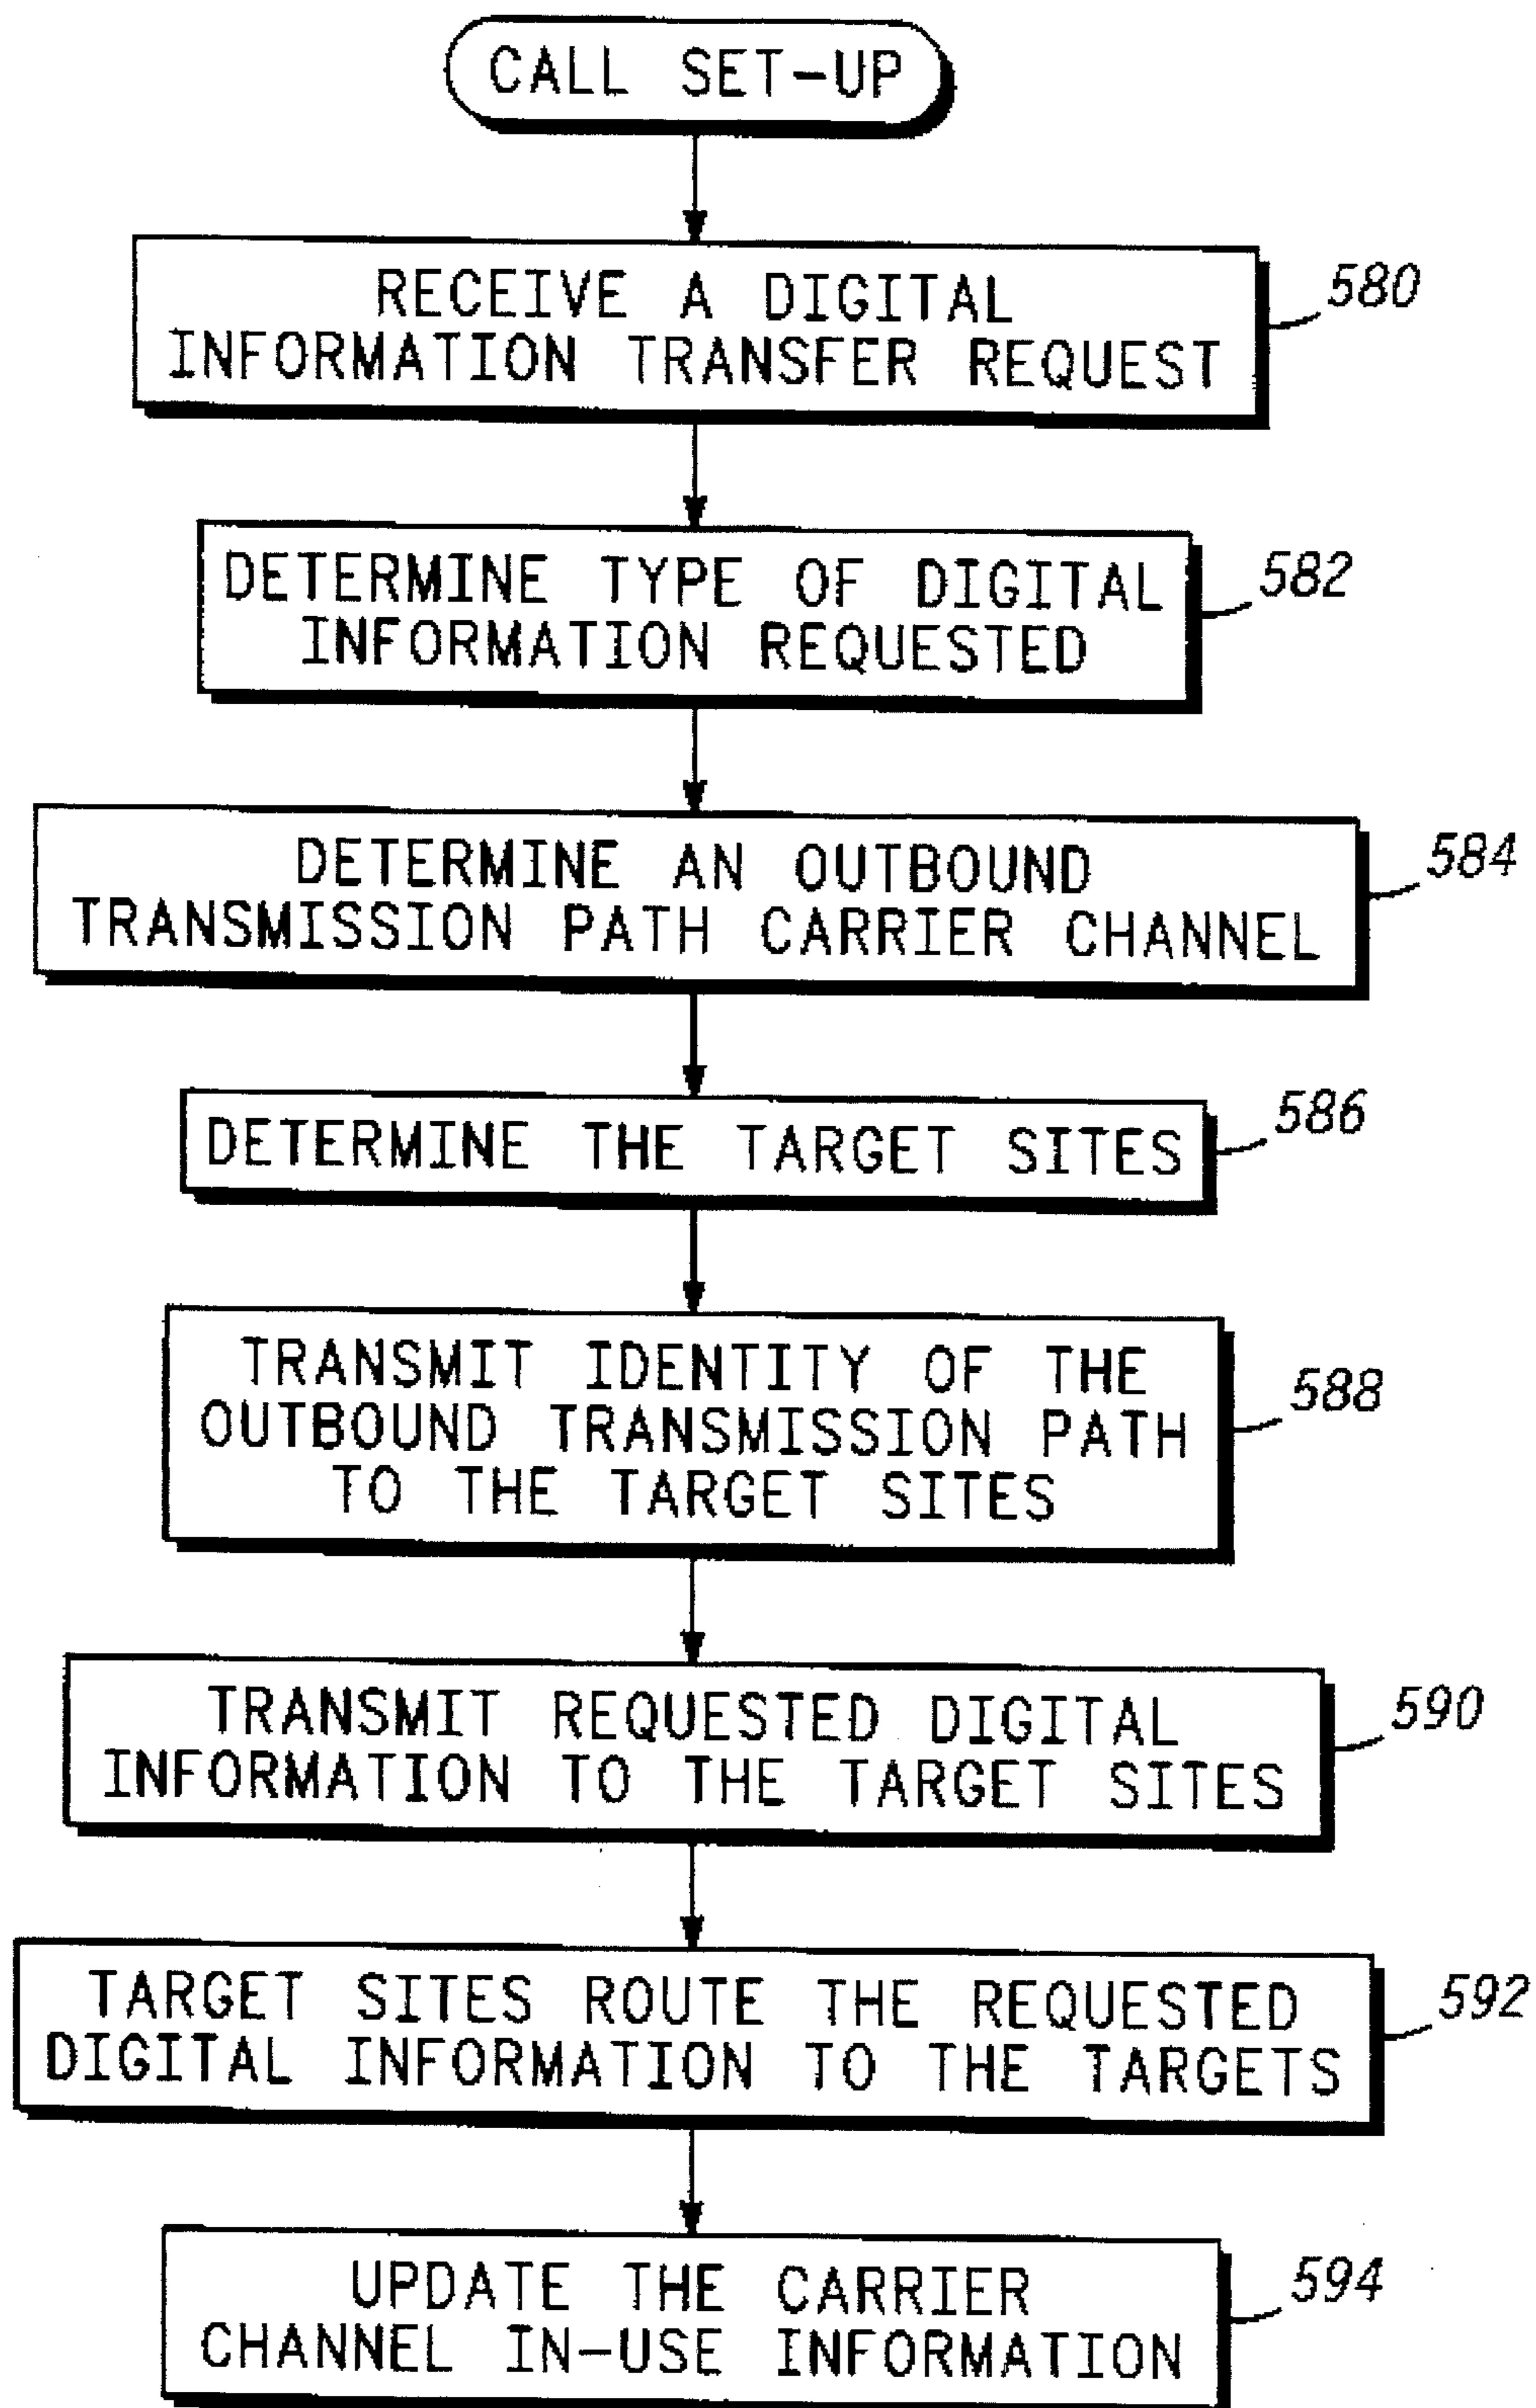 CALL SET-UP
RECEIVE A DIGITAL
INFORMATION TRANSFER REQUEST
580
DETERMINE TYPE OF DIGITAL
INFORMATION REQUESTED
582
DETERMINE AN OUTBOUND
TRANSMISSION PATH CARRIER CHANNEL
584
DETERMINE THE TARGET SITES
586
TRANSMIT IDENTITY OF THE
OUTBOUND TRANSMISSION PATH
TO THE TARGET SITES
588
TRANSMIT REQUESTED DIGITAL
INFORMATION TO THE TARGET SITES
590
TARGET SITES ROUTE THE REQUESTED
DIGITAL INFORMATION TO THE TARGETS
592
UPDATE THE CARRIER
CHANNEL IN-USE INFORMATION
594